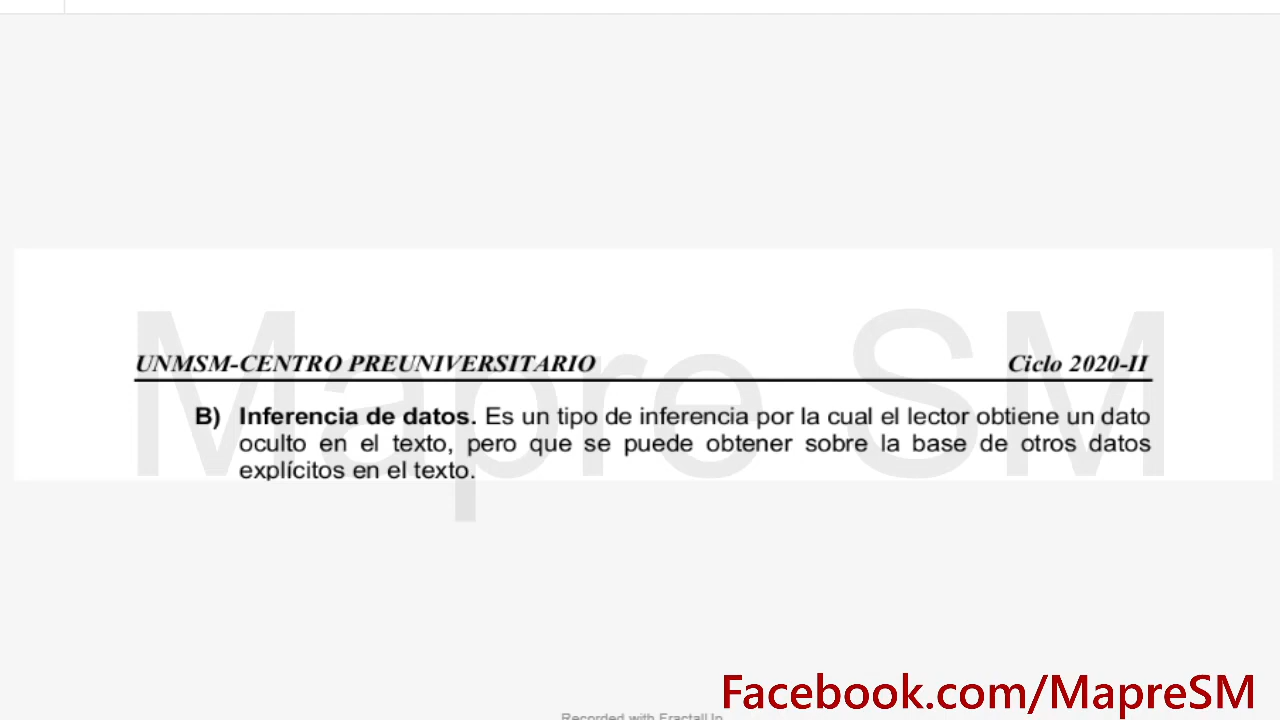 UNMSM-CENTRO PREUNIVERSITARIO Ciclo 2020-II
B) Inferencia de datos. Es un tipo de inferencia por la cual el lector obtiene un dato
oculto en el texto, pero que se puede obtener sobre la base de otros datos
explícitos en el texto.
Mapre SM
Facebook.com/MapreSM
Recorded with